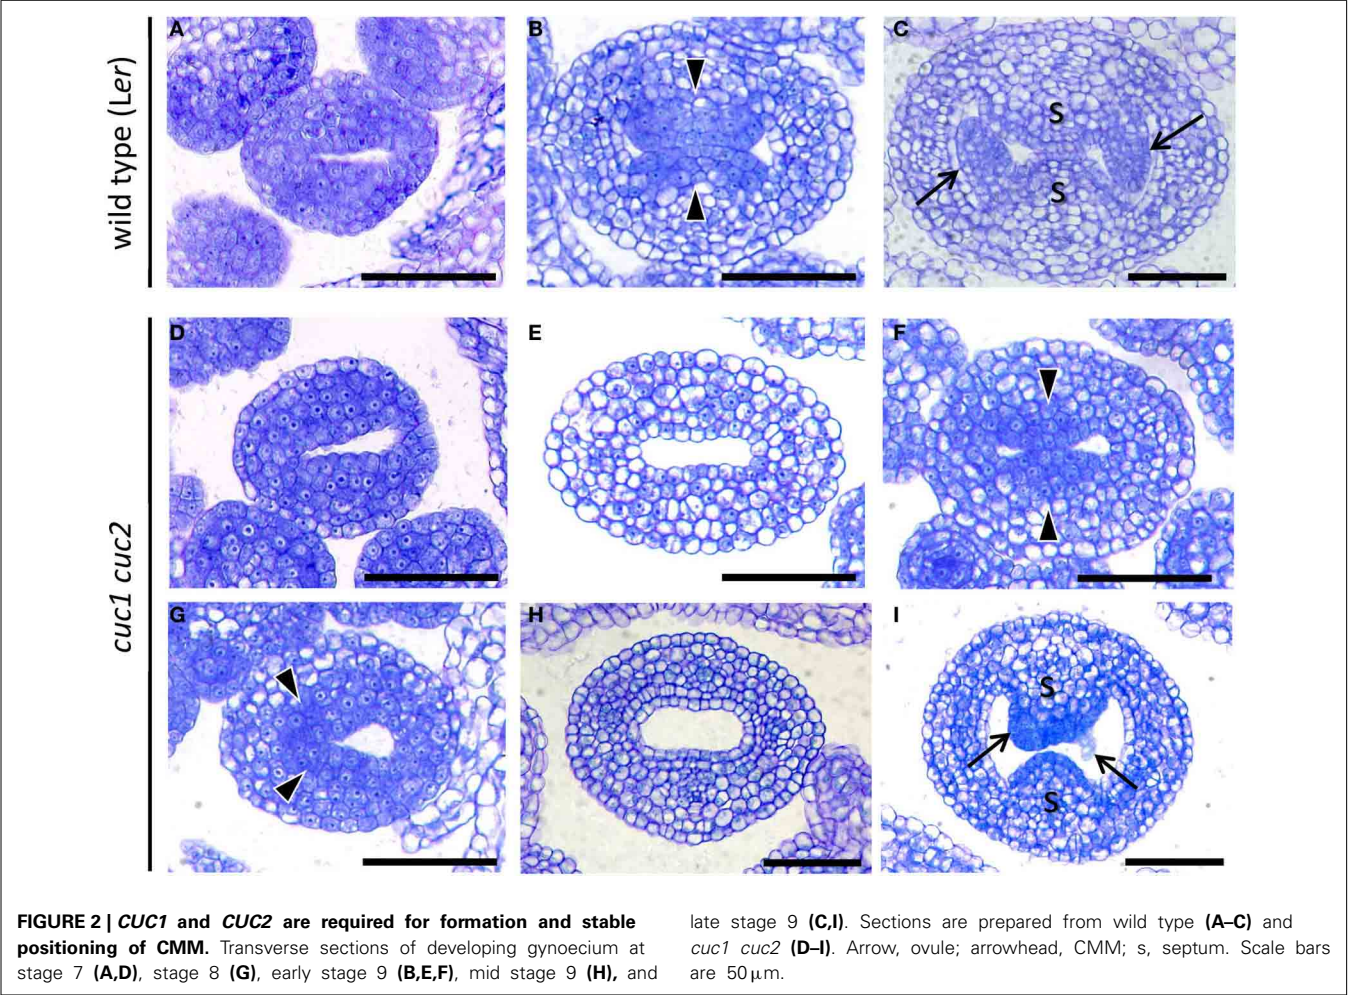 wild type (Ler)
A
B
C
S
S
cuc1 cuc2
D
E
F
G
H
I
S
S
FIGURE 2 | CUC1 and CUC2 are required for formation and stable
positioning of CMM. Transverse sections of developing gynoecium at
stage 7 (A,D), stage 8 (G), early stage 9 (B,E,F), mid stage 9 (H), and
late stage 9 (C,I). Sections are prepared from wild type (A–C) and
cuc1 cuc2 (D–I). Arrow, ovule; arrowhead, CMM; s, septum. Scale bars
are 50 μm.